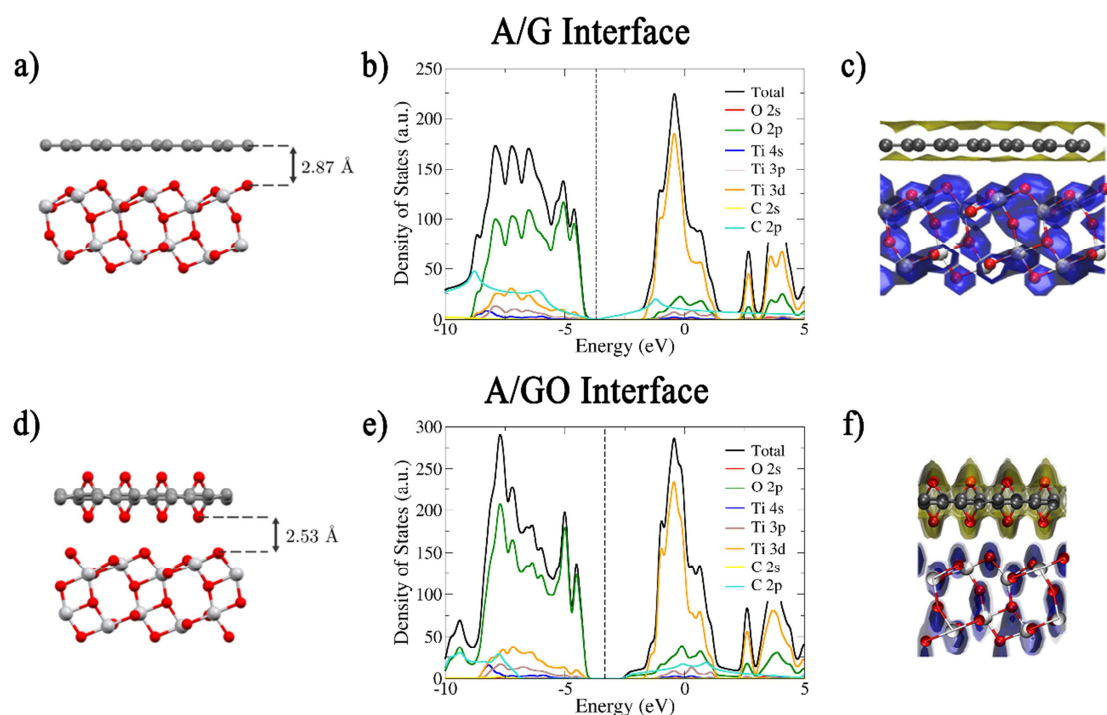 A/G Interface
a)
2.87 Å
b)
Density of States (a.u.)
250
200
150
100
50
0
-10
-5
0
5
Energy (eV)
Total
O 2s
O 2p
Ti 4s
Ti 3p
Ti 3d
C 2s
C 2p
c)
A/GO Interface
d)
2.53 Å
e)
Density of States (a.u.)
300
250
200
150
100
50
0
-10
-5
0
5
Energy (eV)
Total
O 2s
O 2p
Ti 4s
Ti 3p
Ti 3d
C 2s
C 2p
f)